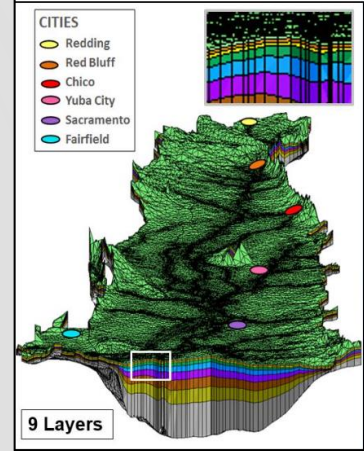 CITIES
Redding
Red Bluff
Chico
Yuba City
Sacramento
Fairfield
9 Layers